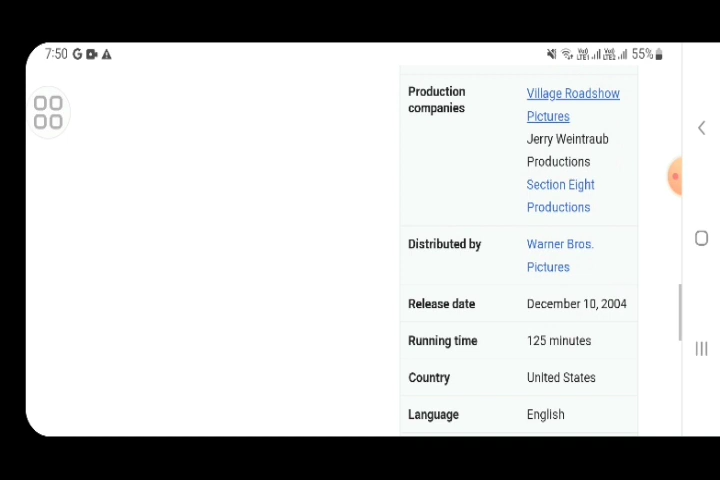 7:50 G 55%
Production companies Village Roadshow
Pictures
Jerry Weintraub
Productions
Section Eight
Productions
Distributed by Warner Bros.
Pictures
Release date December 10, 2004
Running time 125 minutes
Country United States
Language English